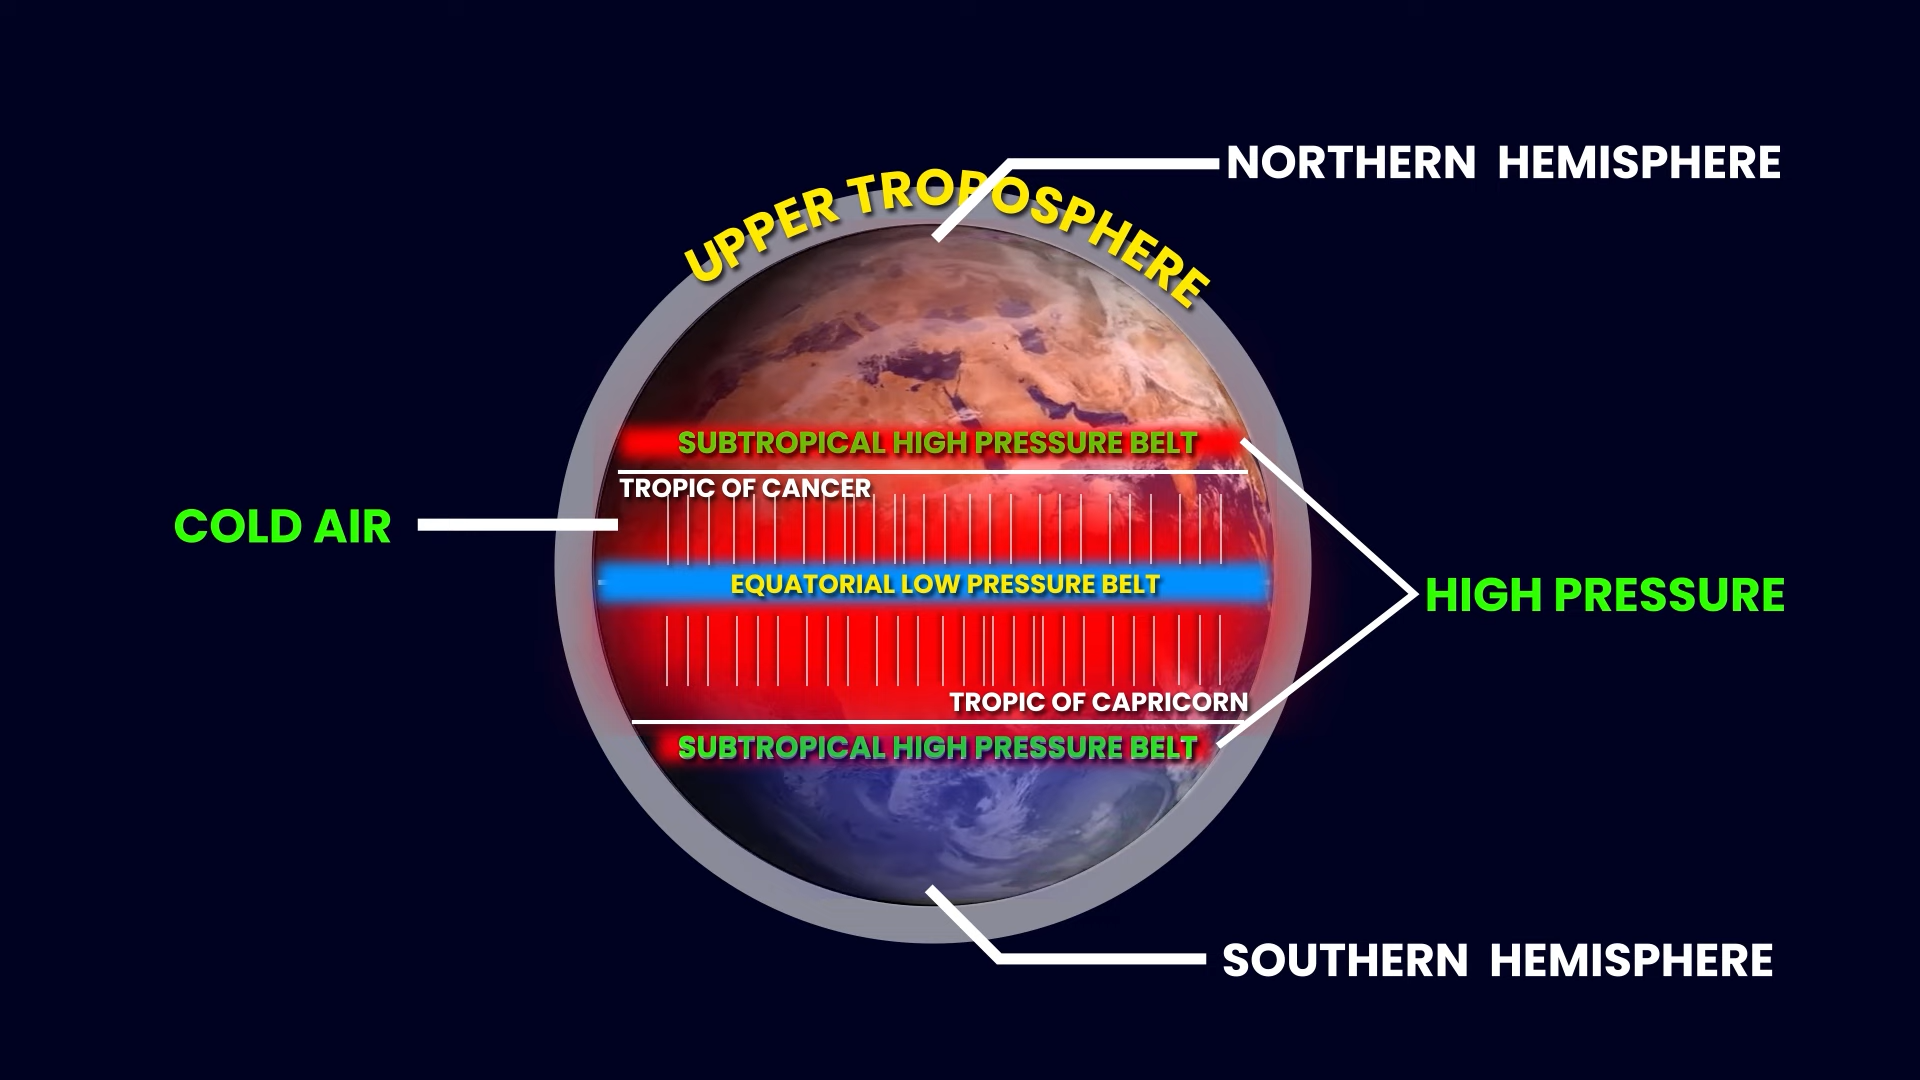 NORTHERN HEMISPHERE
UPPER TROPOSPHERE
SUBTROPICAL HIGH PRESSURE BELT
TROPIC OF CANCER
COLD AIR
EQUATORIAL LOW PRESSURE BELT
HIGH PRESSURE
TROPIC OF CAPRICORN
SUBTROPICAL HIGH PRESSURE BELT
SOUTHERN HEMISPHERE